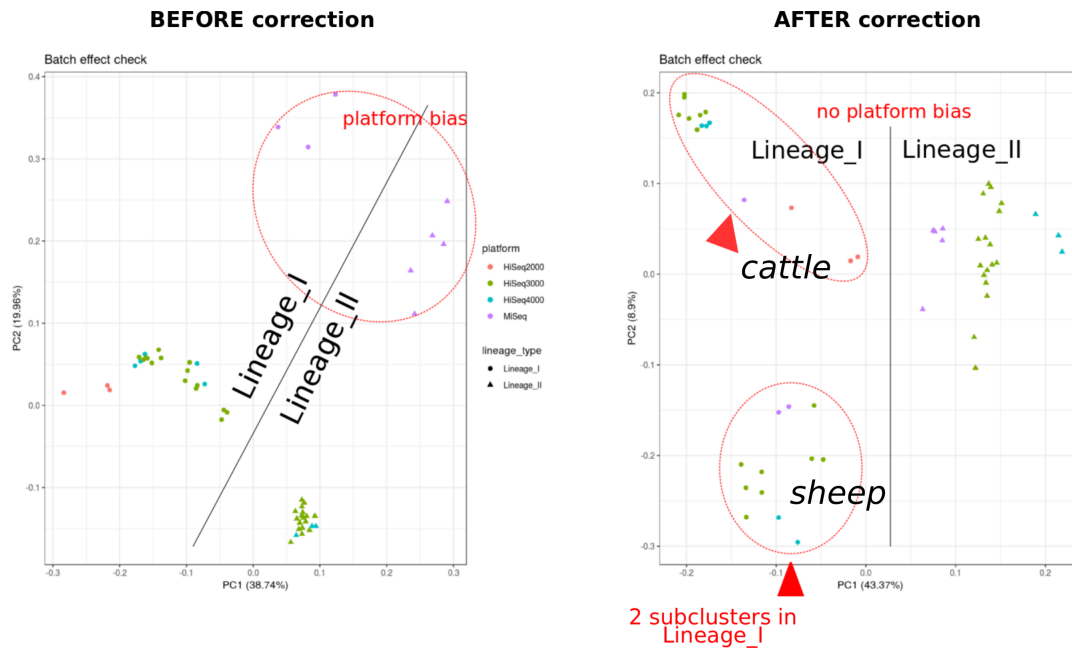 BEFORE correction
Batch effect check
platform bias
Lineage_I
Lineage_II
0.4
0.3
0.2
0.1
0.0
-0.1
PC2 (19.96%)
-0.3
-0.2
-0.1
0.0
0.1
0.2
0.3
PC1 (38.74%)
platform
HiSeq2000
HiSeq3000
HiSeq4000
MiSeq
lineage_type
Lineage_I
Lineage_II
AFTER correction
Batch effect check
no platform bias
Lineage_I
Lineage_II
cattle
sheep
0.2
0.1
0.0
-0.1
-0.2
-0.3
PC2 (8.9%)
-0.2
-0.1
0.0
0.1
0.2
PC1 (43.37%)
2 subclusters in
Lineage_I